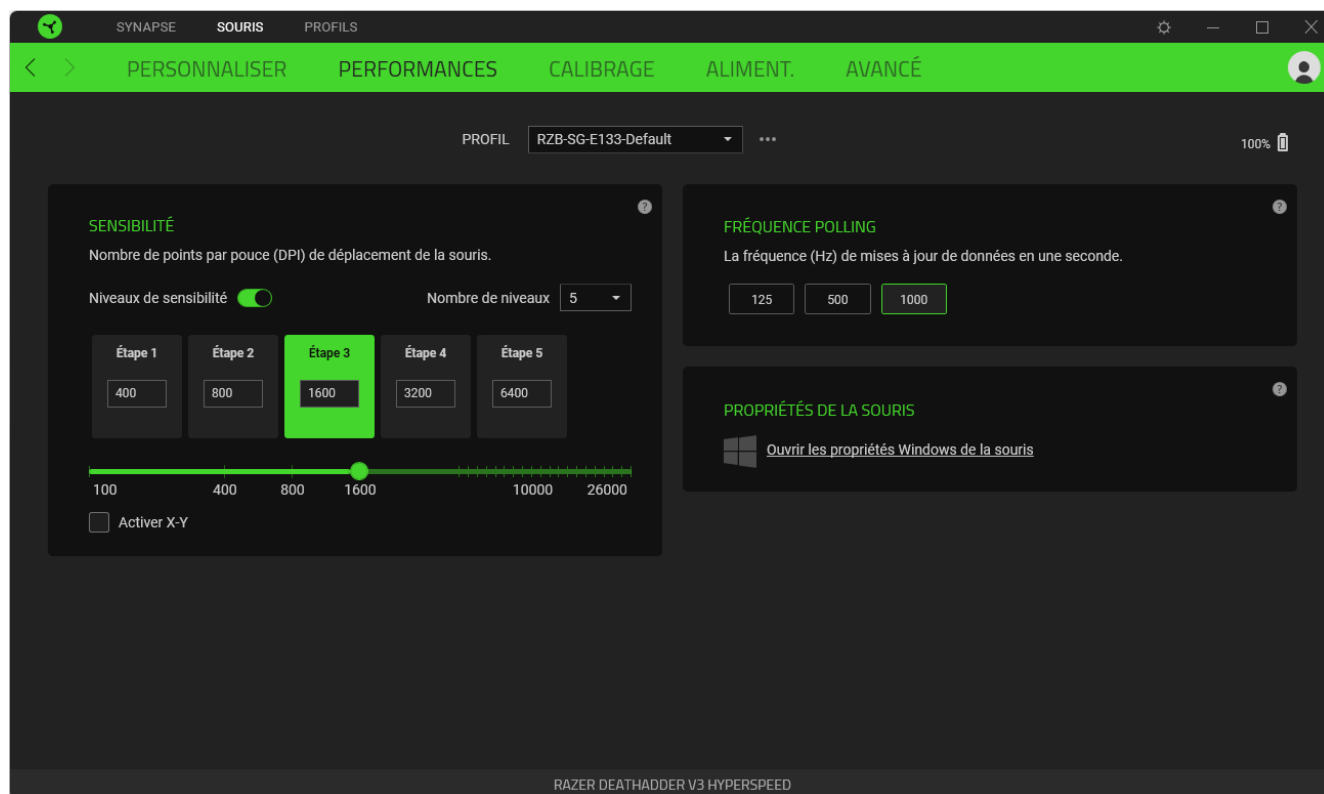 SYNAPSE SOURIS PROFILS
PERSONNALISER PERFORMANCES CALIBRAGE ALIMENT. AVANCÉ
PROFIL RZB-SG-E133-Default
100%
SENSIBILITÉ
Nombre de points par pouce (DPI) de déplacement de la souris.
Niveaux de sensibilité Nombre de niveaux 5
Étape 1 Étape 2 Étape 3 Étape 4 Étape 5
400 800 1600 3200 6400
100 400 800 1600 10000 26000
Activer X-Y
FRÉQUENCE POLLING
La fréquence (Hz) de mises à jour de données en une seconde.
125 500 1000
PROPRIÉTÉS DE LA SOURIS
Ouvrir les propriétés Windows de la souris
RAZER DEATHADDER V3 HYPERSPEED